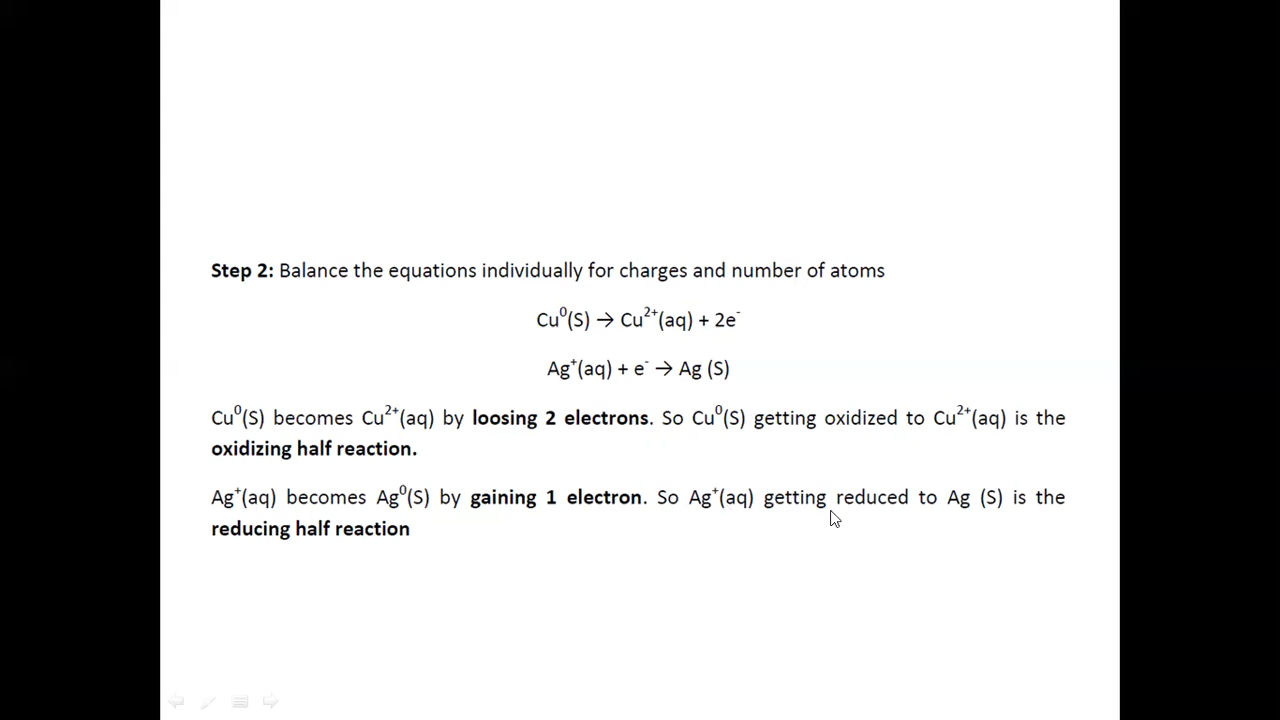 Step 2: Balance the equations individually for charges and number of atoms
Cu⁰(S) → Cu²⁺(aq) + 2e⁻
Ag⁺(aq) + e⁻ → Ag (S)
Cu⁰(S) becomes Cu²⁺(aq) by loosing 2 electrons. So Cu⁰(S) getting oxidized to Cu²⁺(aq) is the
oxidizing half reaction.
Ag⁺(aq) becomes Ag⁰(S) by gaining 1 electron. So Ag⁺(aq) getting reduced to Ag (S) is the
reducing half reaction